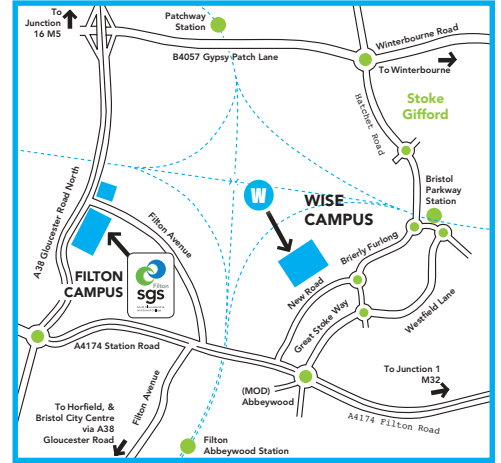 To
Junction
16 M5
Patchway
Station
B4057 Gypsy Patch Lane
Winterbourne Road
To Winterbourne
Hatchet Road
Stoke
Gifford
Bristol
Parkway
Station
A38 Gloucester Road North
Filton Avenue
W
WISE
CAMPUS
FILTON
CAMPUS
Filton
sgs
Brierly Furlong
New Road
Great Stoke Way
Westfield Lane
A4174 Station Road
(MOD)
Abbeywood
To Junction 1
M32
A4174 Filton Road
To Horfield, &
Bristol City Centre
via A38
Gloucester Road
Filton Avenue
Filton
Abbeywood Station